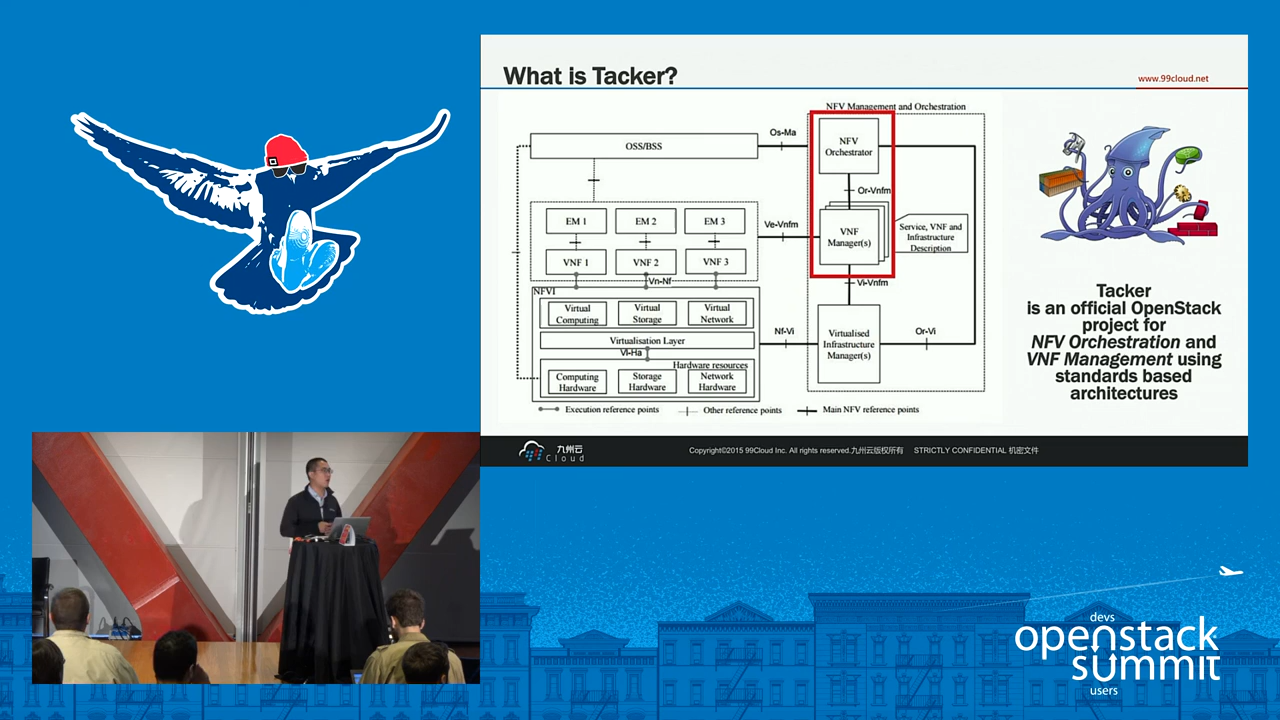 What is Tacker?
www.99cloud.net
NFV Management and Orchestration
Os-Ma
OSS/BSS
NFV
Orchestrator
Or-Vnfm
EM 1
EM 2
EM 3
Ve-Vnfm
VNF
Manager(s)
Service, VNF and
Infrastructure
Description
VNF 1
VNF 2
VNF 3
Vn-Nf
Vi-Vnfm
NFVI
Virtual
Computing
Virtual
Storage
Virtual
Network
Virtualisation Layer
Nf-Vi
Virtualised
Infrastructure
Manager(s)
Or-Vi
Vl-Ha
Hardware resources
Computing
Hardware
Storage
Hardware
Network
Hardware
Execution reference points
Other reference points
Main NFV reference points
Tacker
is an official OpenStack
project for
NFV Orchestration and
VNF Management using
standards based
architectures
九州云
Cloud
Copyright©2015 99Cloud Inc. All rights reserved.九州云版权所有 STRICTLY CONFIDENTIAL 机密文件
devs
openstack
summit
users